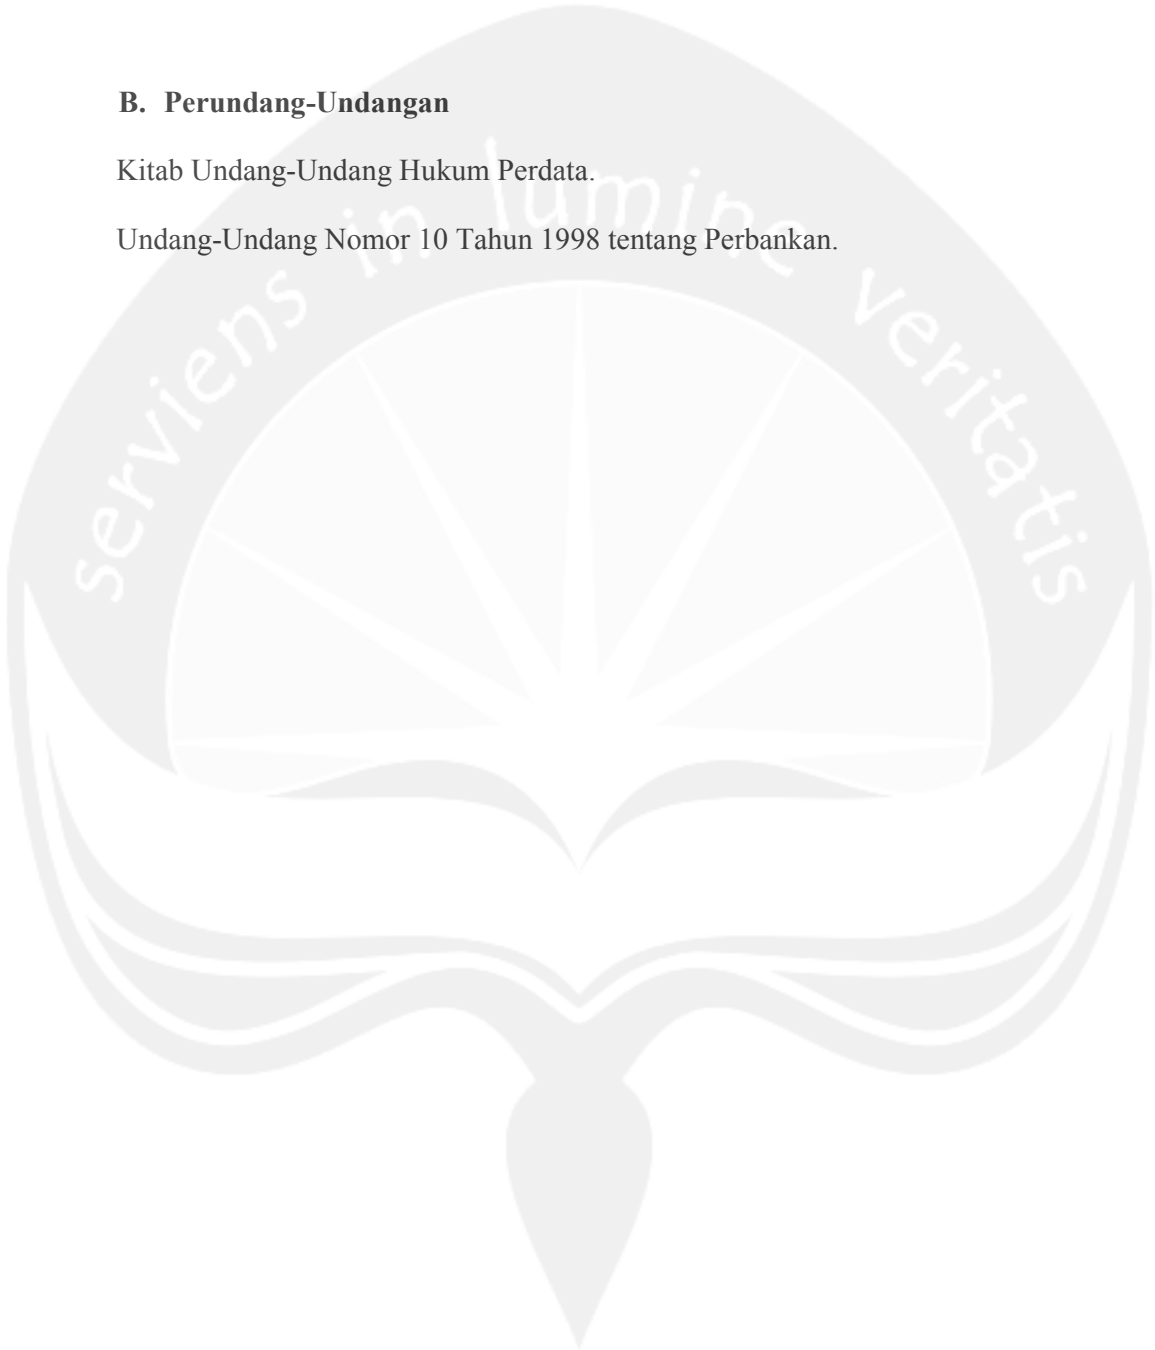 B. Perundang-Undangan
Kitab Undang-Undang Hukum Perdata.
Undang-Undang Nomor 10 Tahun 1998 tentang Perbankan.
serviens in lumine veritatis